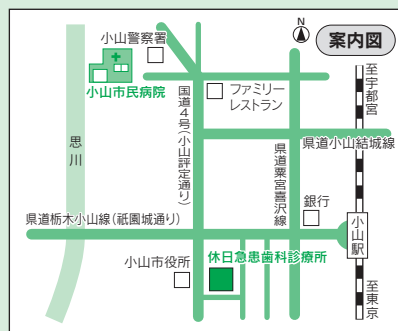 N
案内図
小山警察署
小山市民病院
思川
国道4号(小山評定通り)
ファミリー
レストラン
県道粟宮喜沢線
至宇都宮
県道小山結城線
銀行
県道栃木小山線(祇園城通り)
小山駅
小山市役所
休日急患歯科診療所
至東京